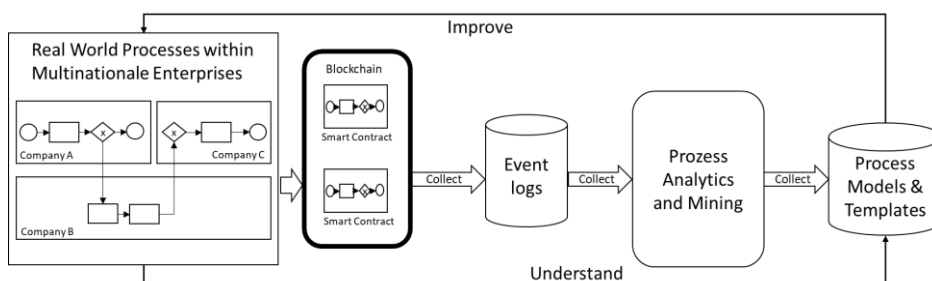 Improve
Real World Processes within
Multinationale Enterprises
x
Company A
x
Company C
Company B
Blockchain
x
Smart Contract
x
Smart Contract
Collect
Event
logs
Collect
Prozess
Analytics
and Mining
Collect
Process
Models &
Templates
Understand